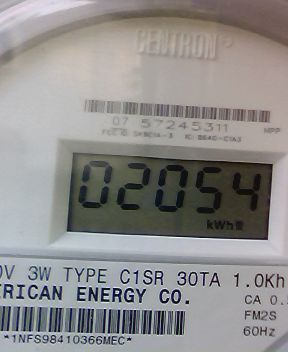 CENTRON®
07 57245311
02054
kWh
V 3W TYPE C1SR 30TA 1.0Kh
RICAN ENERGY CO.
CA 0.
FM2S
60Hz
*1NFS98410366MEC*